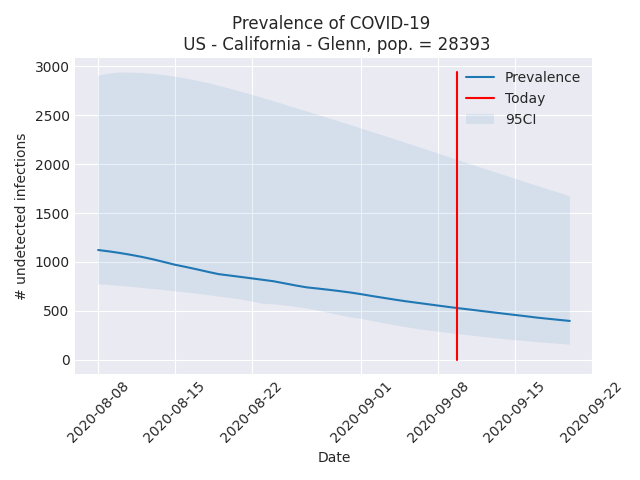 Prevalence of COVID-19
US - California - Glenn, pop. = 28393
# undetected infections
3000
2500
2000
1500
1000
500
0
Prevalence
Today
95CI
2020-08-08
2020-08-15
2020-08-22
2020-09-01
2020-09-08
2020-09-15
2020-09-22
Date